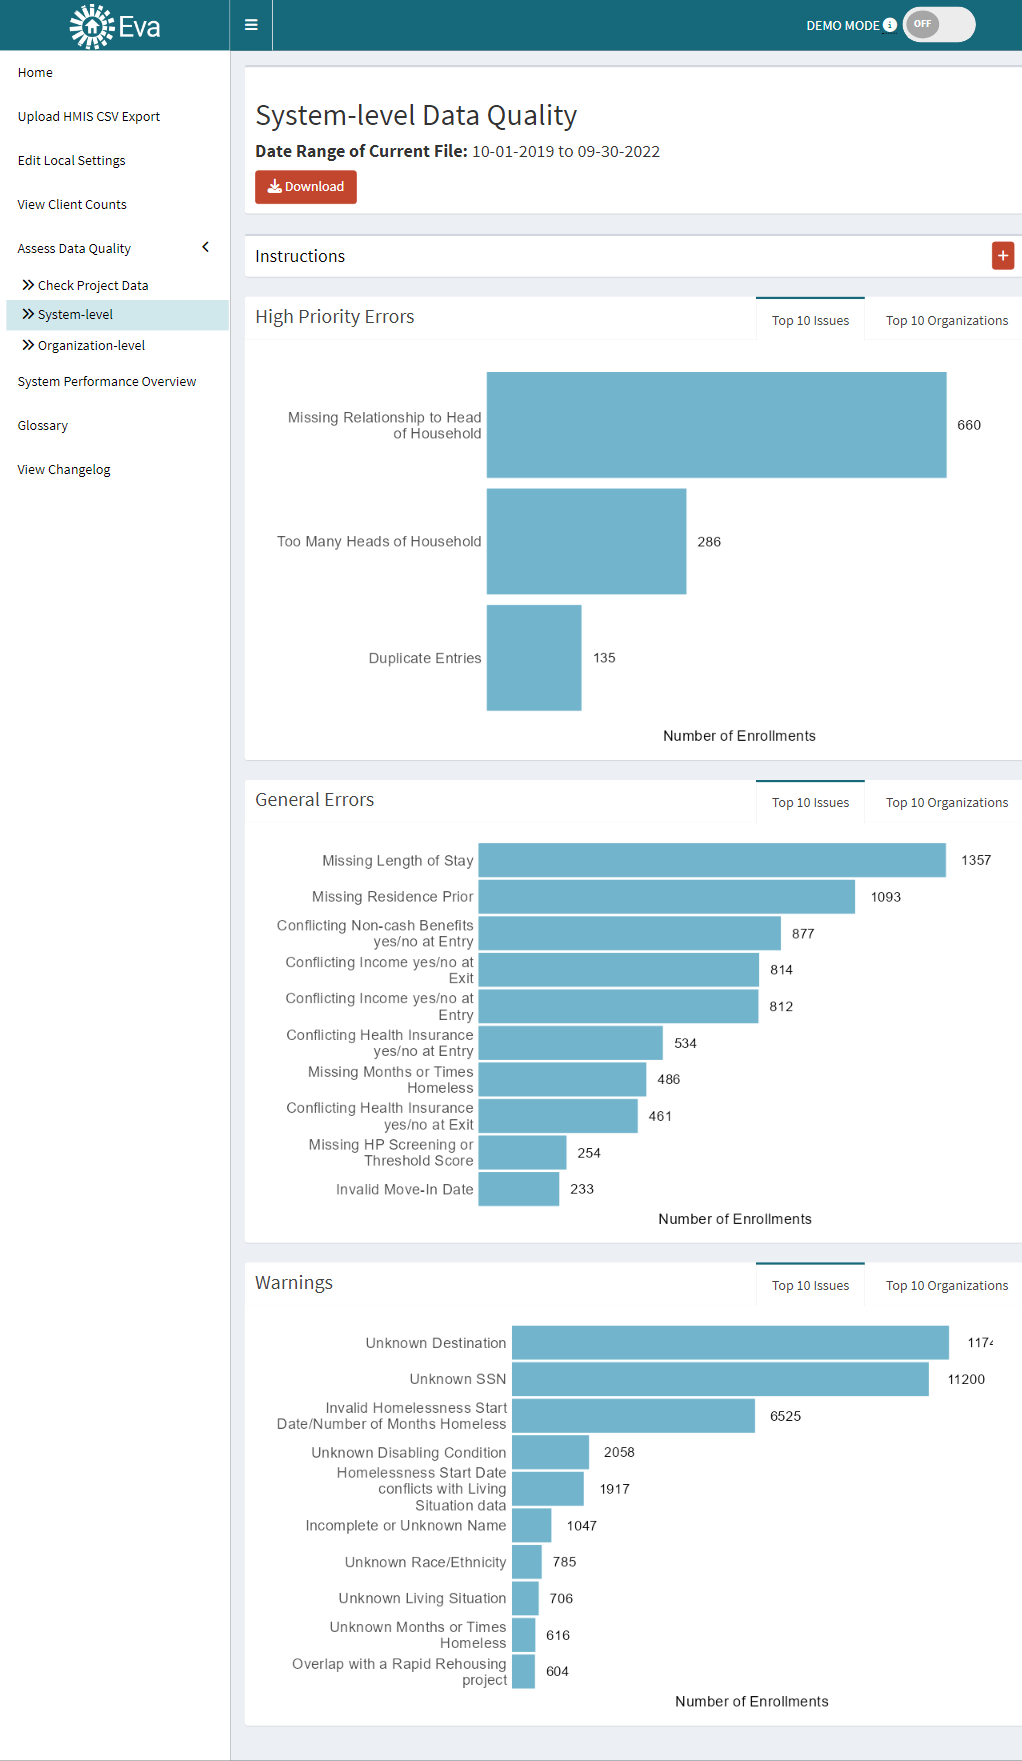 Eva
DEMO MODE
OFF
Home
Upload HMIS CSV Export
Edit Local Settings
View Client Counts
Assess Data Quality
Check Project Data
System-level
Organization-level
System Performance Overview
Glossary
View Changelog
System-level Data Quality
Date Range of Current File: 10-01-2019 to 09-30-2022
Download
Instructions
+
High Priority Errors
Top 10 Issues
Top 10 Organizations
Missing Relationship to Head
of Household
660
Too Many Heads of Household
286
Duplicate Entries
135
Number of Enrollments
General Errors
Top 10 Issues
Top 10 Organizations
Missing Length of Stay
1357
Missing Residence Prior
1093
Conflicting Non-cash Benefits
yes/no at Entry
877
Conflicting Income yes/no at
Exit
814
Conflicting Income yes/no at
Entry
812
Conflicting Health Insurance
yes/no at Entry
534
Missing Months or Times
Homeless
486
Conflicting Health Insurance
yes/no at Exit
461
Missing HP Screening or
Threshold Score
254
Invalid Move-In Date
233
Number of Enrollments
Warnings
Top 10 Issues
Top 10 Organizations
Unknown Destination
Unknown SSN
11200
Invalid Homelessness Start
Date/Number of Months Homeless
6525
Unknown Disabling Condition
2058
Homelessness Start Date
conflicts with Living
Situation data
1917
Incomplete or Unknown Name
1047
Unknown Race/Ethnicity
785
Unknown Living Situation
706
Unknown Months or Times
Homeless
616
Overlap with a Rapid Rehousing
project
604
Number of Enrollments